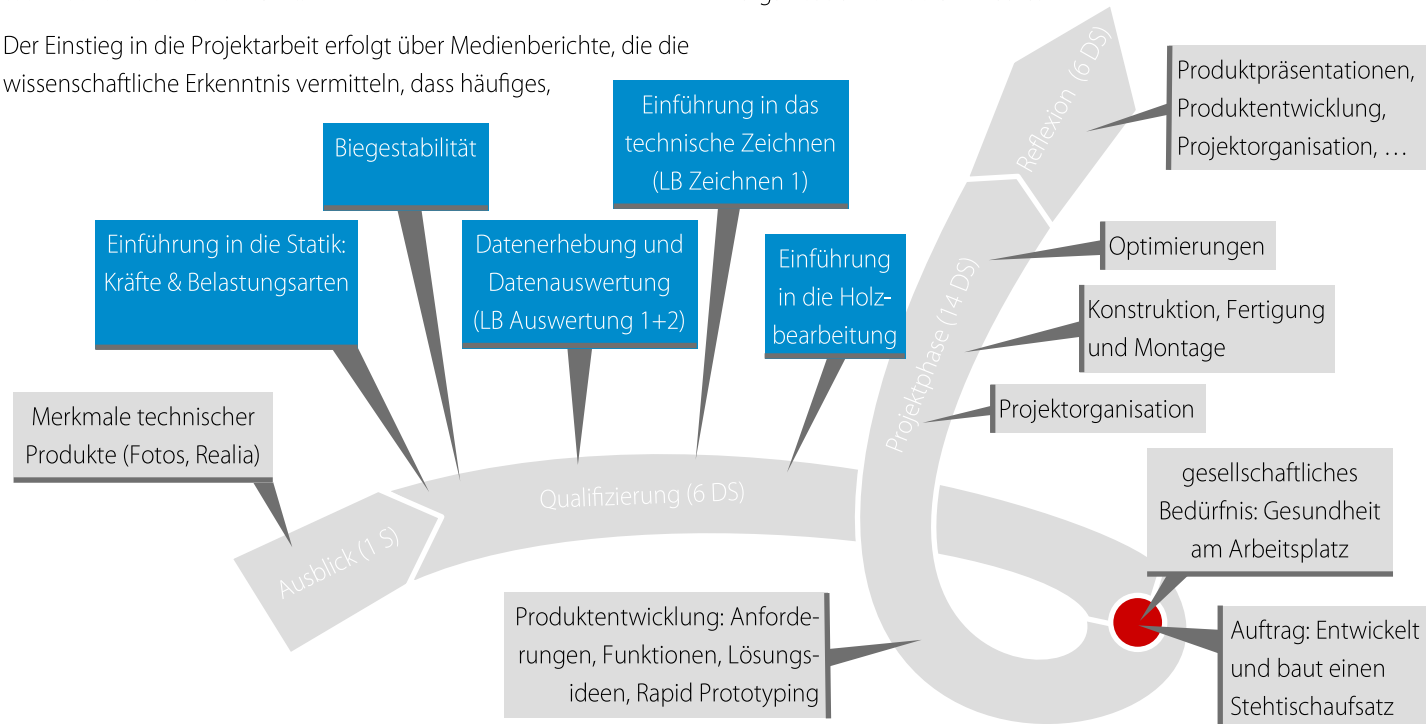 Der Einstieg in die Projektarbeit erfolgt über Medienberichte, die die
wissenschaftliche Erkenntnis vermitteln, dass häufiges,
Merkmale technischer
Produkte (Fotos, Realia)
Einführung in die Statik:
Kräfte & Belastungsarten
Biegestabilität
Datenerhebung und
Datenauswertung
(LB Auswertung 1+2)
Einführung in das
technische Zeichnen
(LB Zeichnen 1)
Einführung
in die Holz-
bearbeitung
Ausblick (1 S)
Qualifizierung (6 DS)
gesellschaftliches
Bedürfnis: Gesundheit
am Arbeitsplatz
Auftrag: Entwickelt
und baut einen
Stehtischaufsatz
Produktentwicklung: Anforde-
rungen, Funktionen, Lösungs-
ideen, Rapid Prototyping
Projektphase (14 DS)
Projektorganisation
Konstruktion, Fertigung
und Montage
Optimierungen
Reflexion (6 DS)
Produktpräsentationen,
Produktentwicklung,
Projektorganisation, …